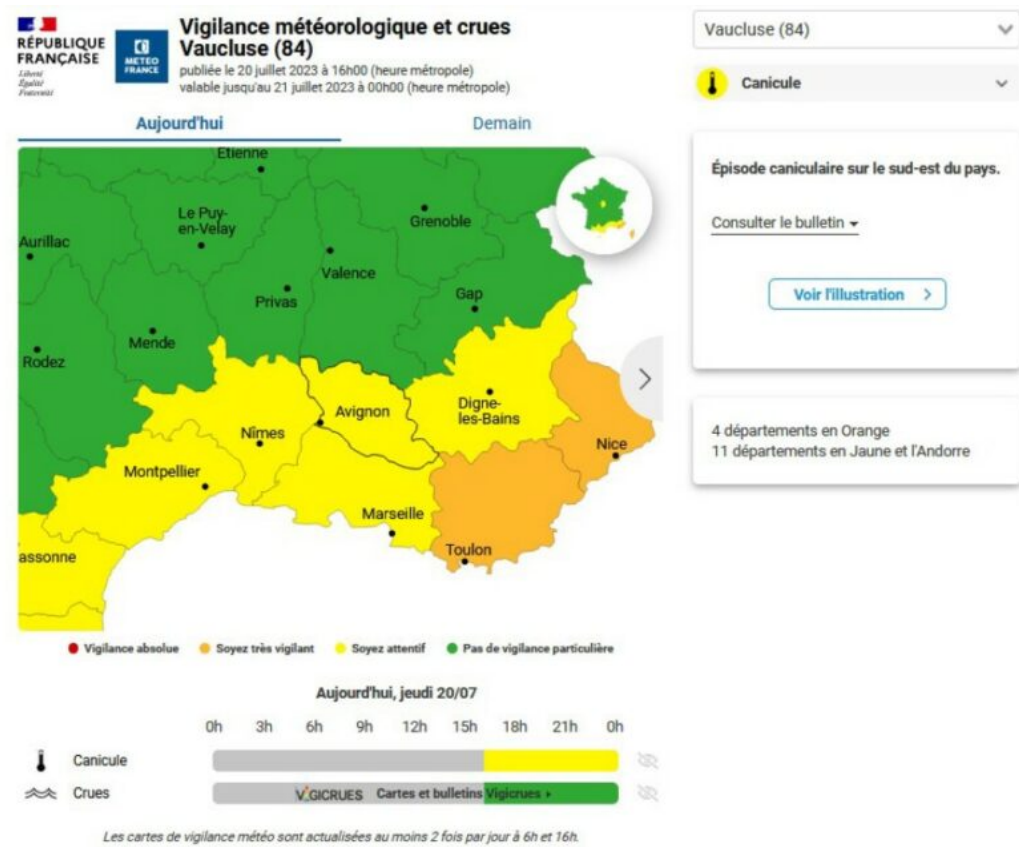 RÉPUBLIQUE
FRANÇAISE
Liberté
Égalité
Fraternité
METEO
FRANCE
Vigilance météorologique et crues
Vaucluse (84)
publiée le 20 juillet 2023 à 16h00 (heure métropole)
valable jusqu'au 21 juillet 2023 à 00h00 (heure métropole)
Vaucluse (84)
Canicule
Aujourd'hui
Demain
Etienne
Le Puy-
en-Velay
Grenoble
Aurillac
Valence
Privas
Gap
Mende
Rodez
Avignon
Digne-
les-Bains
Nîmes
Nice
Montpellier
Marseille
assonne
Toulon
Épisode caniculaire sur le sud-est du pays.
Consulter le bulletin
Voir l'illustration >
4 départements en Orange
11 départements en Jaune et l'Andorre
Vigilance absolue Soyez très vigilant Soyez attentif Pas de vigilance particulière
Aujourd'hui, jeudi 20/07
0h 3h 6h 9h 12h 15h 18h 21h 0h
Canicule
Crues VIGICRUES Cartes et bulletins Vigicrues
Les cartes de vigilance météo sont actualisées au moins 2 fois par jour à 6h et 16h.